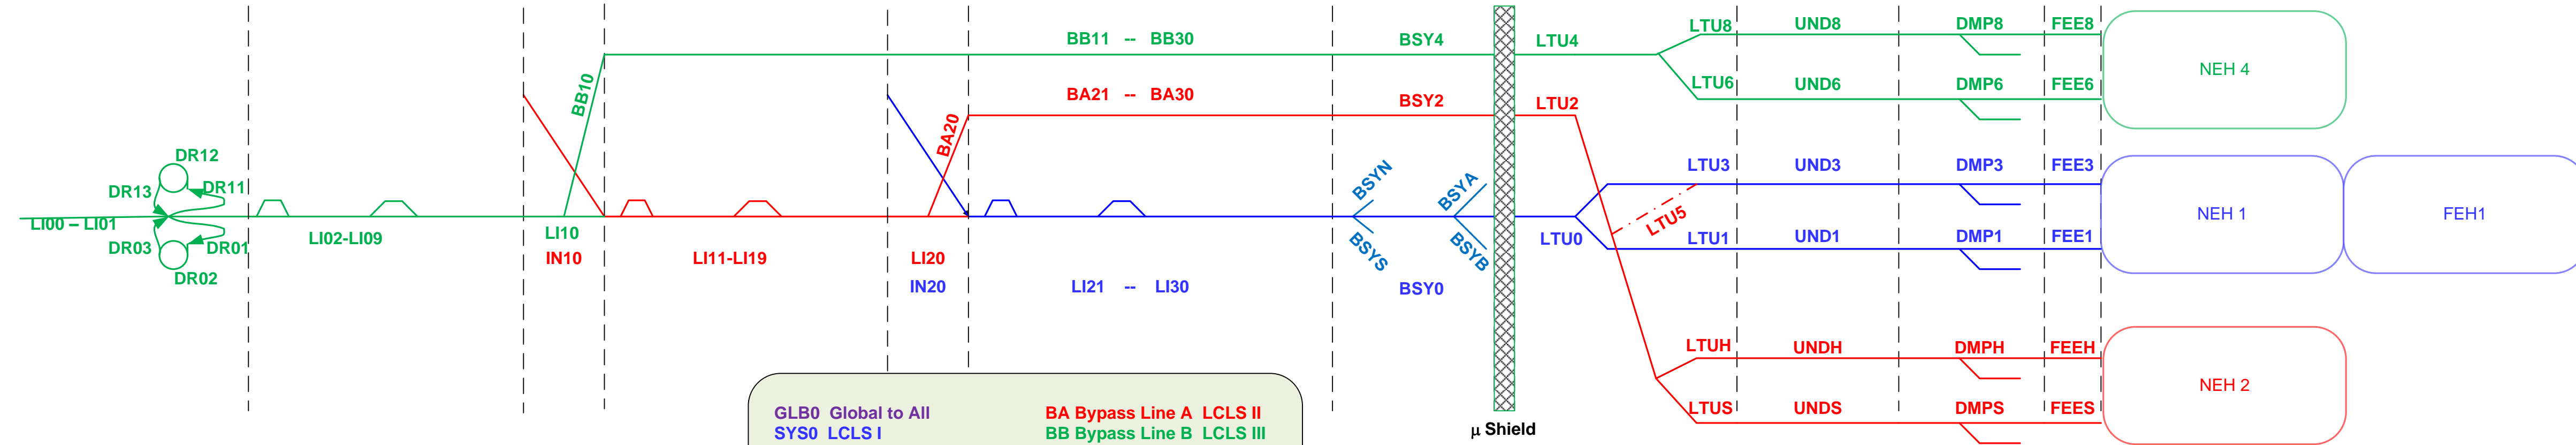 BB11 -- BB30 BSY4 LTU4 LTU8 UND8 DMP8 FEE8
NEH 4
BB10
BA21 -- BA30 BSY2 LTU2 LTU6 UND6 DMP6 FEE6
BA20
DR12
DR13 DR11
LI00 – LI01
DR03 DR01
DR02
LI02-LI09
LI10
IN10
LI11-LI19
LI20
IN20
LI21 -- LI30
BSYN
BSYS
BSYA
BSYB
BSY0
LTU0
LTU3 UND3 DMP3 FEE3
LTU5
LTU1 UND1 DMP1 FEE1
NEH 1 FEH1
LTUH UNDH DMPH FEEH
NEH 2
LTUS UNDS DMPS FEES
μ Shield
GLB0 Global to All BA Bypass Line A LCLS II
SYS0 LCLS I BB Bypass Line B LCLS III